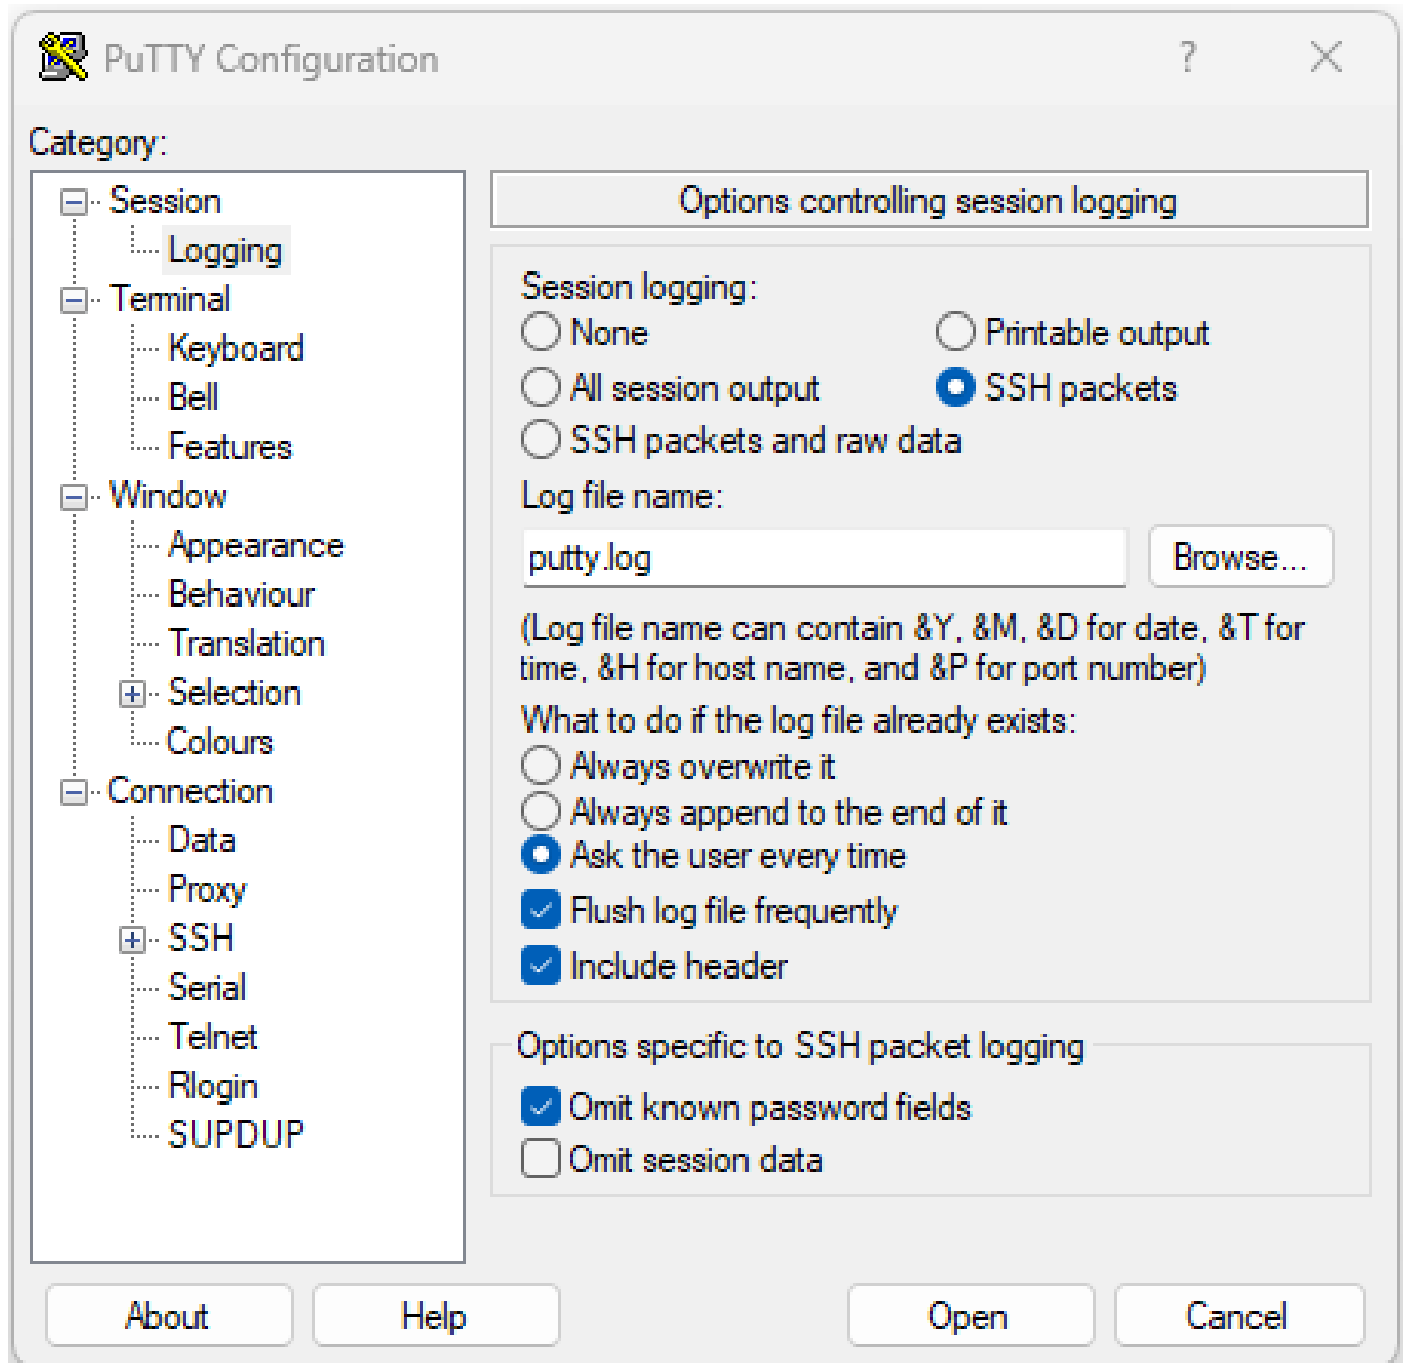 PuTTY Configuration
?
Category:
Session
Logging
Terminal
Keyboard
Bell
Features
Window
Appearance
Behaviour
Translation
Selection
Colours
Connection
Data
Proxy
SSH
Serial
Telnet
Rlogin
SUPDUP
Options controlling session logging
Session logging:
None
Printable output
All session output
SSH packets
SSH packets and raw data
Log file name:
putty.log
Browse...
(Log file name can contain &Y, &M, &D for date, &T for
time, &H for host name, and &P for port number)
What to do if the log file already exists:
Always overwrite it
Always append to the end of it
Ask the user every time
Flush log file frequently
Include header
Options specific to SSH packet logging
Omit known password fields
Omit session data
About
Help
Open
Cancel